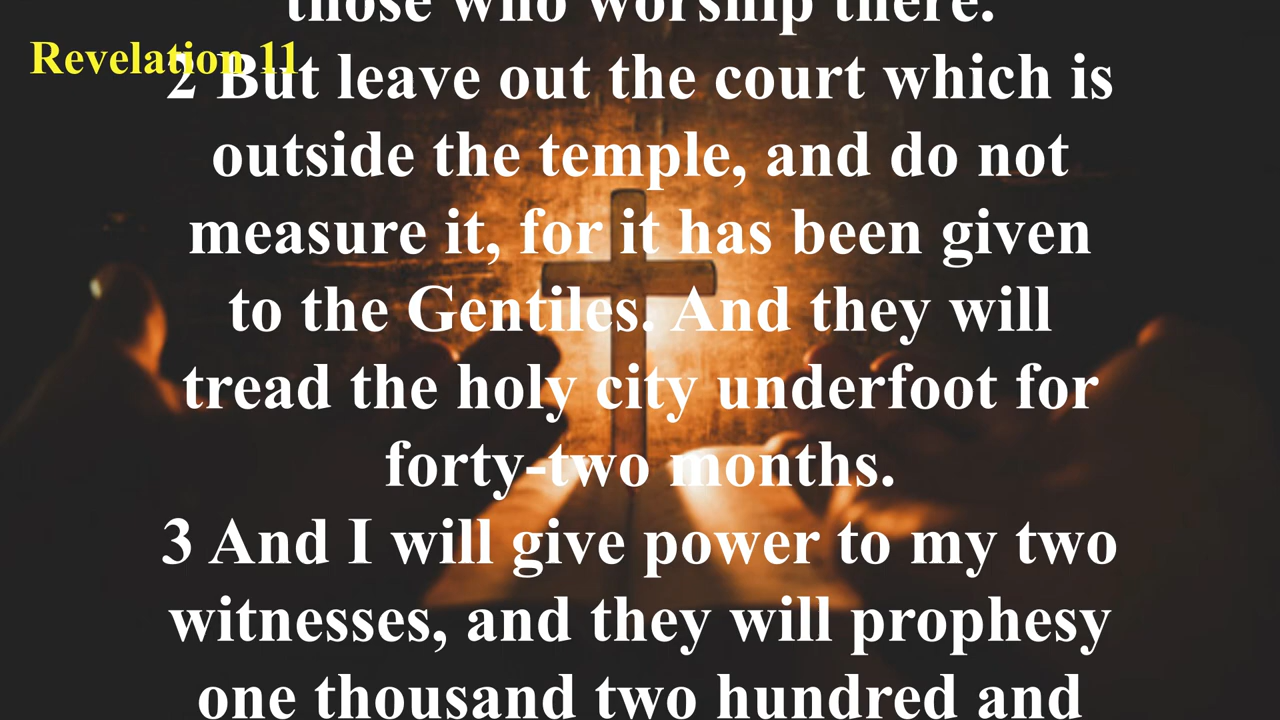 those who worship there.
Revelation 11
2 But leave out the court which is
outside the temple, and do not
measure it, for it has been given
to the Gentiles. And they will
tread the holy city underfoot for
forty-two months.
3 And I will give power to my two
witnesses, and they will prophesy
one thousand two hundred and